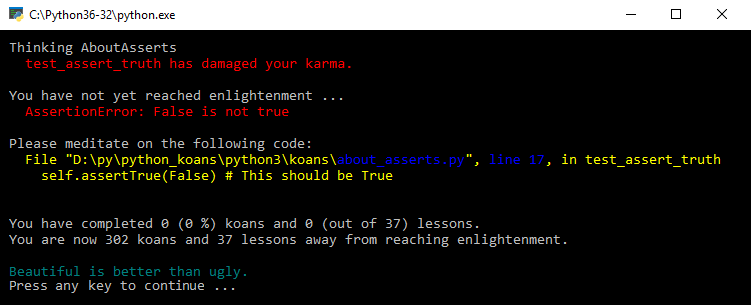 C:\Python36-32\python.exe
Thinking AboutAsserts
test_assert_truth has damaged your karma.
You have not yet reached enlightenment ...
AssertionError: False is not true
Please meditate on the following code:
File "D:\py\python_koans\python3\koans\about_asserts.py", line 17, in test_assert_truth
self.assertTrue(False) # This should be True
You have completed 0 (0 %) koans and 0 (out of 37) lessons.
You are now 302 koans and 37 lessons away from reaching enlightenment.
Beautiful is better than ugly.
Press any key to continue ...